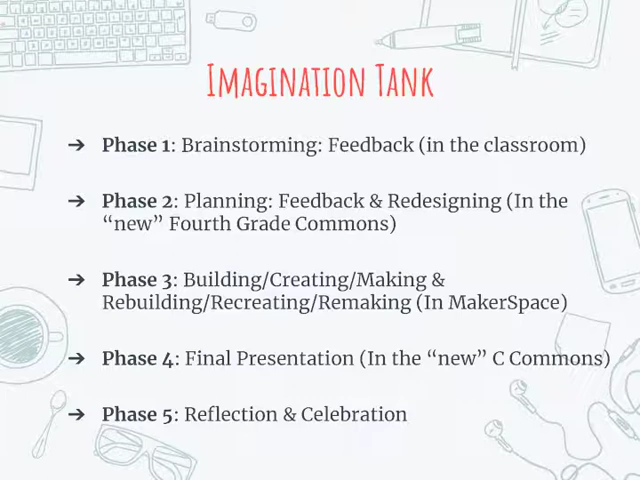 Imagination Tank
➔ Phase 1: Brainstorming: Feedback (in the classroom)
➔ Phase 2: Planning: Feedback & Redesigning (In the
“new” Fourth Grade Commons)
➔ Phase 3: Building/Creating/Making &
Rebuilding/Recreating/Remaking (In MakerSpace)
➔ Phase 4: Final Presentation (In the “new” C Commons)
➔ Phase 5: Reflection & Celebration